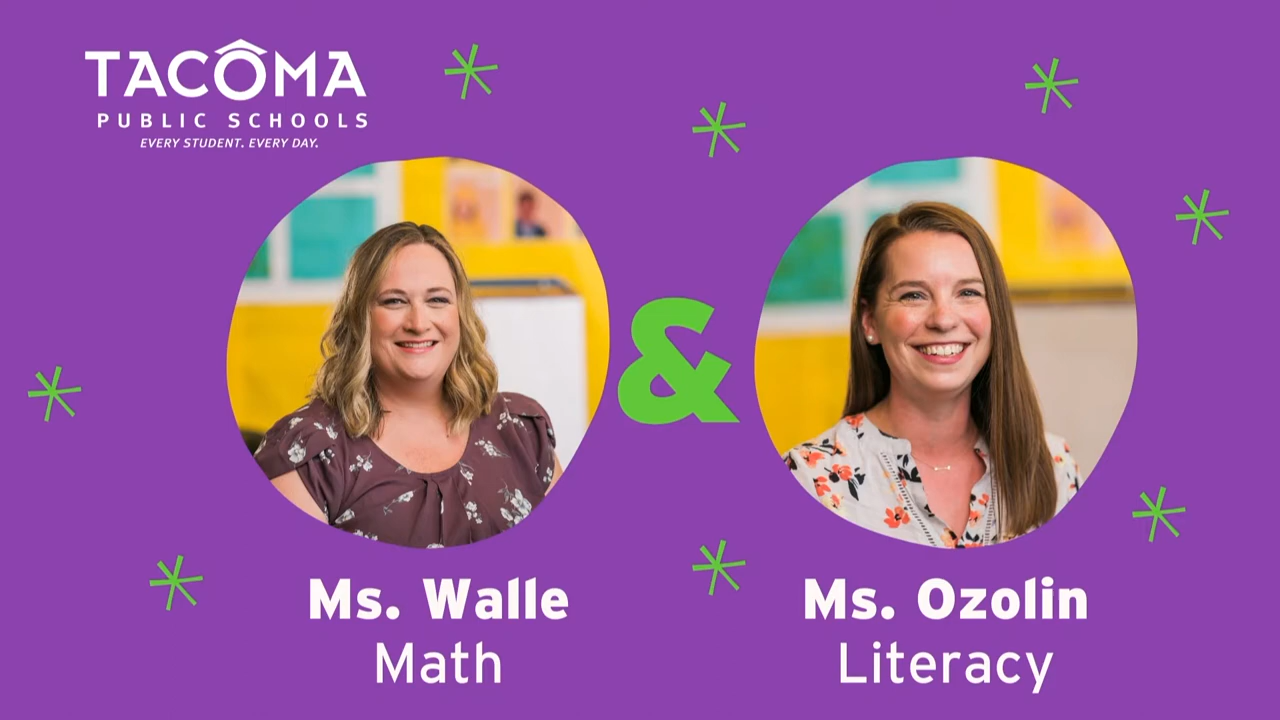 TACOMA
PUBLIC SCHOOLS
EVERY STUDENT. EVERY DAY.
&
Ms. Walle
Math
Ms. Ozolin
Literacy